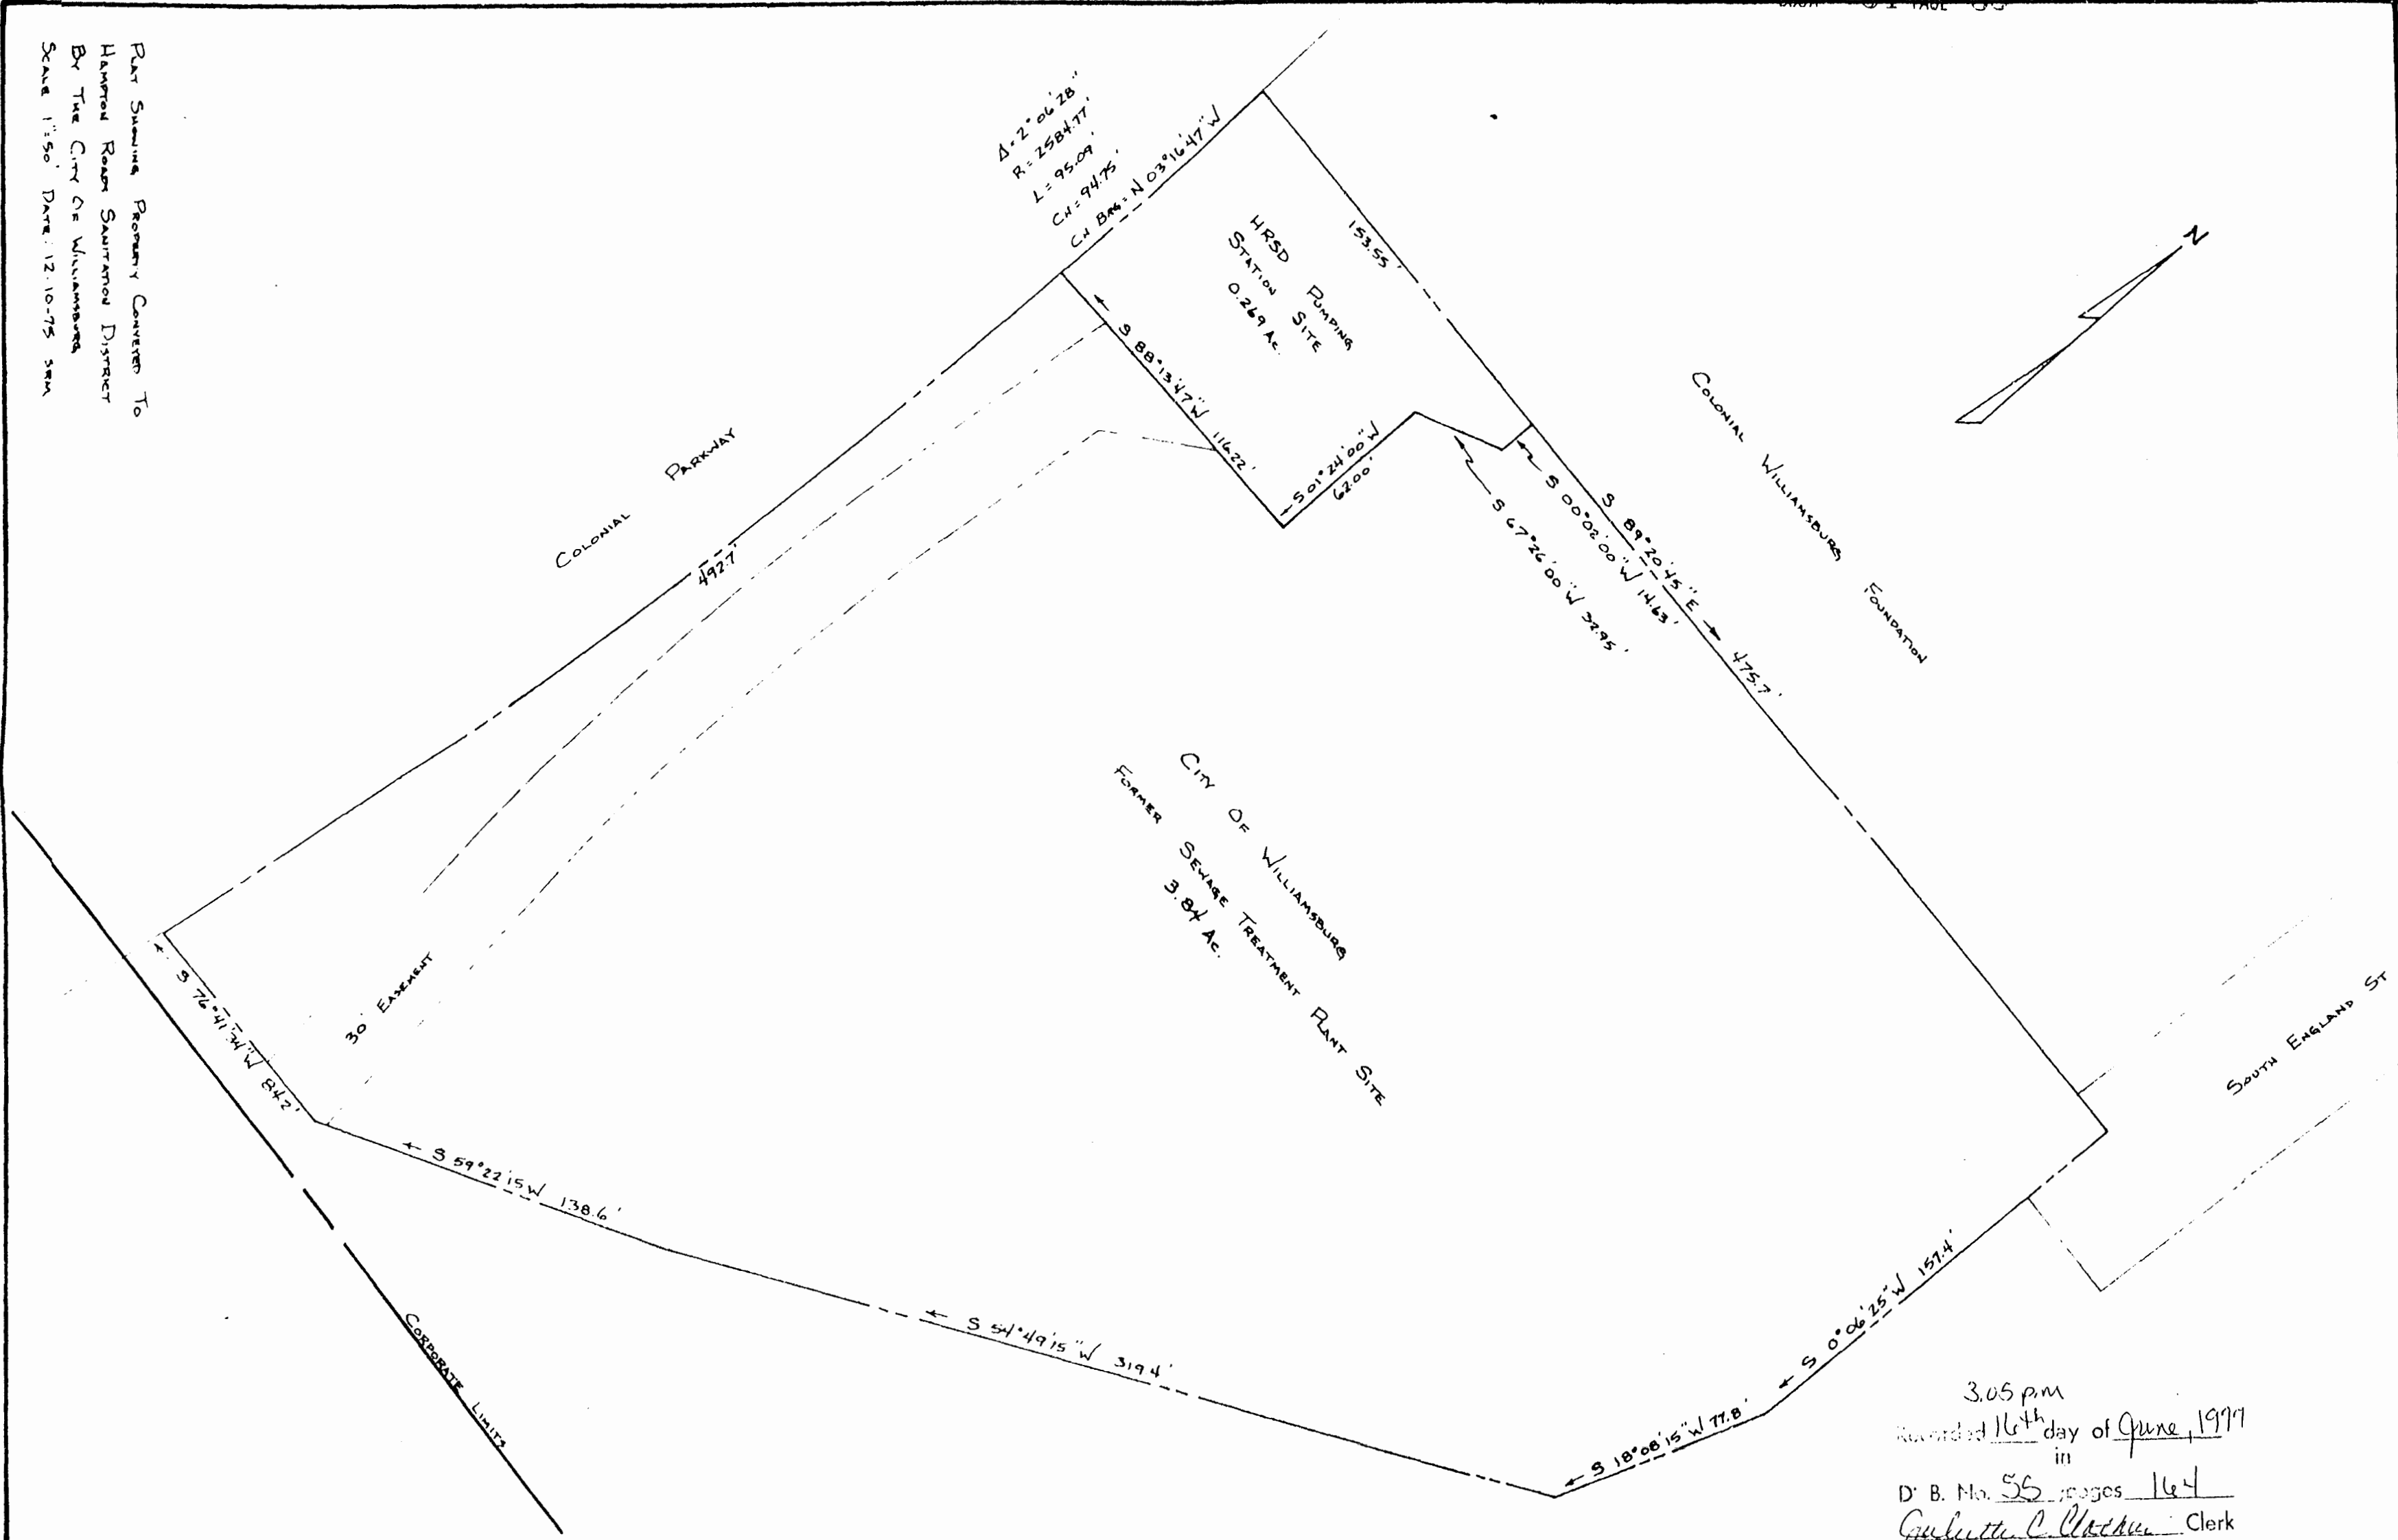 PLAT SHOWING PROPERTY CONVEYED TO
HAMPTON ROADS SANITATION DISTRICT
BY THE CITY OF WILLIAMSBURG
SCALE 1"=50' DATE: 12-10-75 SRM
Δ=2°06'28"
R=2584.77'
L=95.09'
CH=94.75'
CH BRG=N 03°16'47"W
153.55'
HRSD PUMPING
STATION SITE
0.269 AC.
N
S 88°13'47"W 116.22'
S 01°24'00"W
62.00'
S 67°26'00"W 32.95'
S 00°02'00"W 14.63'
S 89°20'45"E 475.7'
COLONIAL WILLIAMSBURG FOUNDATION
COLONIAL PARKWAY
492.7'
CITY OF WILLIAMSBURG
FORMER SEWAGE TREATMENT PLANT SITE
3.84 AC.
30' EASEMENT
S 76°41'34"W 84.2'
S 59°22'15W 138.6'
S 54°49'15"W 319.4'
S 18°08'15"W 77.8'
S 0°06'25"W 157.4'
SOUTH ENGLAND ST
CORPORATE LIMITS
3.05 p.m
Recorded 16th day of June, 1977
in
D. B. No. 55 pages 164
Clerk